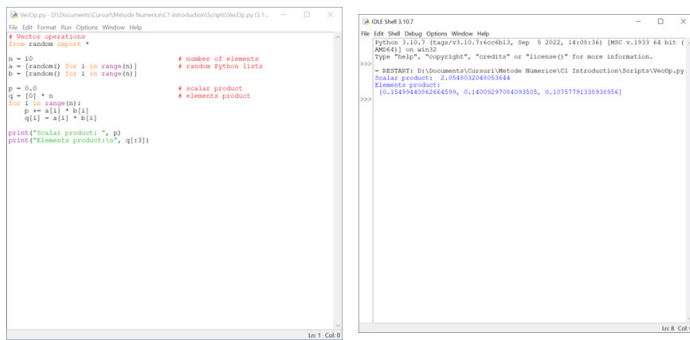 VecOp.py - D:\Documents\Cursuri\Metode Numerice\C1 Introduction\Scripts\VecOp.py (3.1...
File Edit Format Run Options Window Help
# Vector operations
from random import *
n = 10 # number of elements
a = [random() for i in range(n)] # random Python lists
b = [random() for i in range(n)]
p = 0.0 # scalar product
q = [0] * n # elements product
for i in range(n):
p += a[i] * b[i]
q[i] = a[i] * b[i]
print("Scalar product: ", p)
print("Elements product:\n", q[:3])
Ln: 1 Col: 0
IDLE Shell 3.10.7
File Edit Shell Debug Options Window Help
Python 3.10.7 (tags/v3.10.7:6cc6b13, Sep 5 2022, 14:08:36) [MSC v.1933 64 bit (
AMD64)] on win32
Type "help", "copyright", "credits" or "license()" for more information.
>>>
= RESTART: D:\Documents\Cursuri\Metode Numerice\C1 Introduction\Scripts\VecOp.py
Scalar product: 2.0548032048053644
Elements product:
[0.15499440862664599, 0.14009297084093505, 0.10757791338938956]
>>>
Ln: 8 Col: